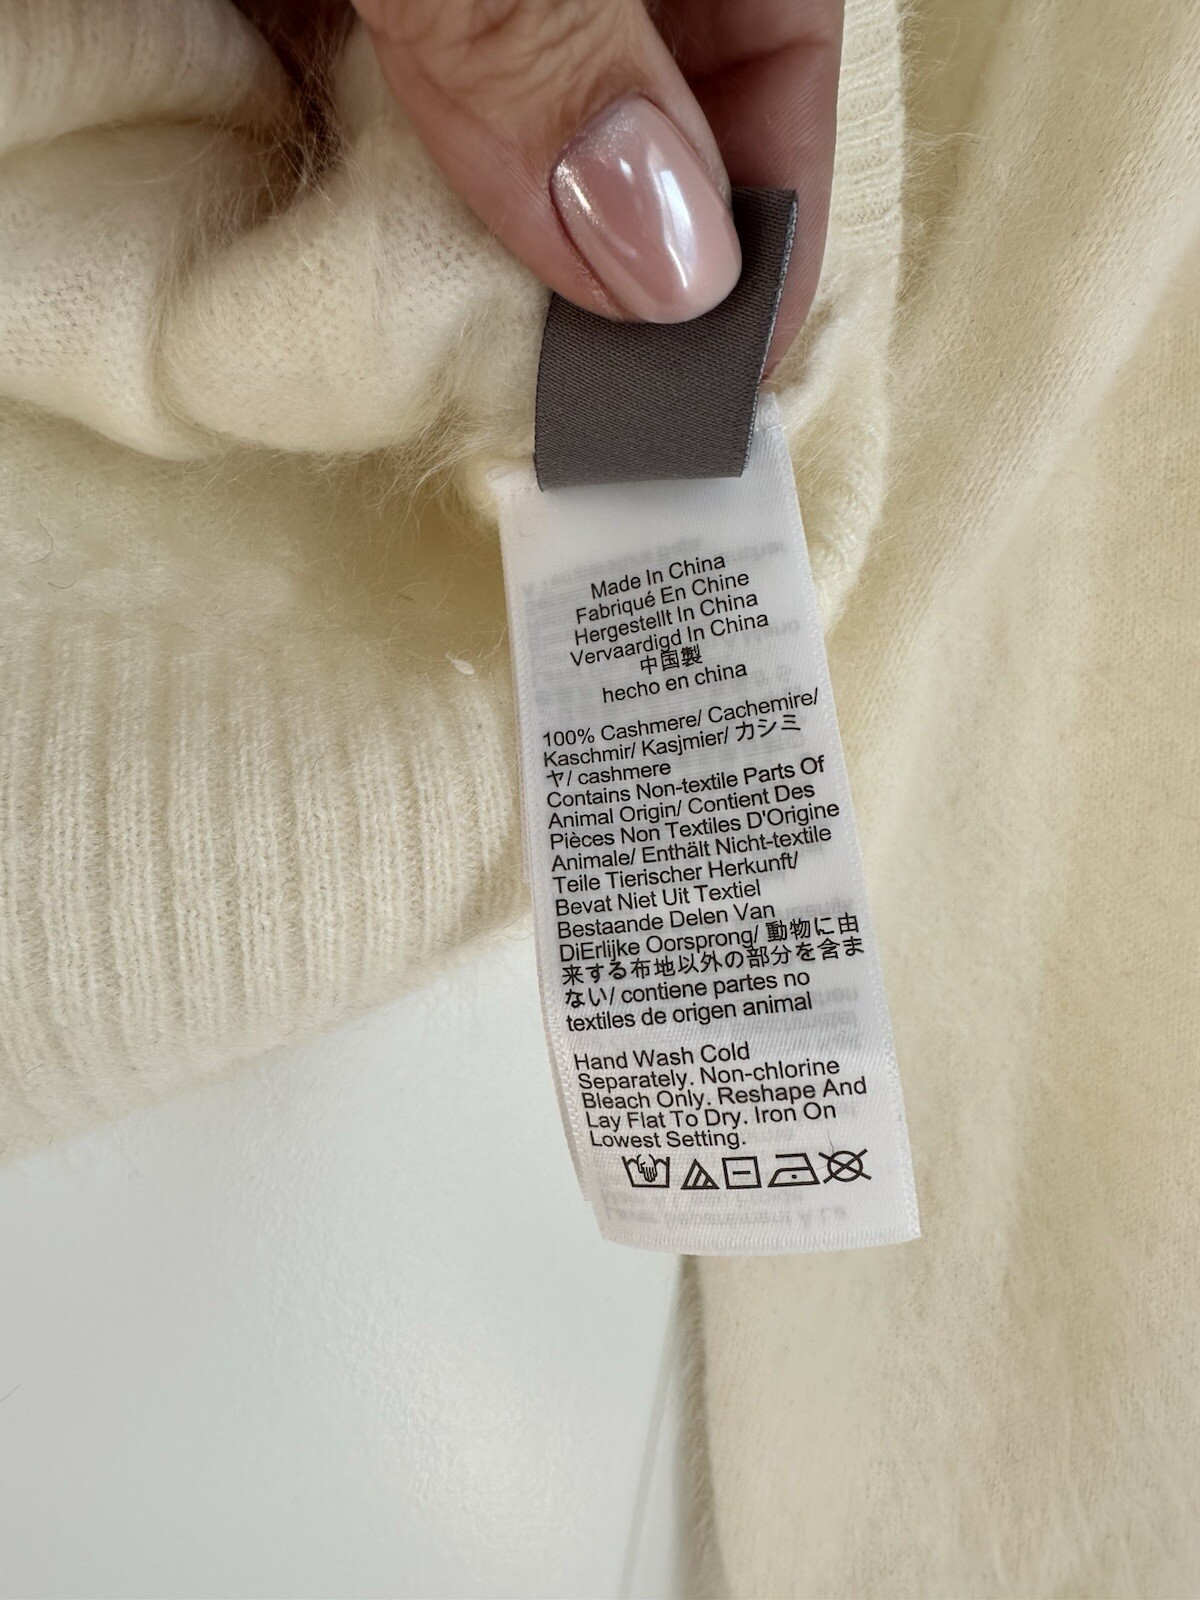 Made In China
Fabriqué En Chine
Hergestellt In China
Vervaardigd In China
中国製
hecho en china
100% Cashmere/ Cachemire/
Kaschmir/ Kasjmier/ カシミ
ヤ/ cashmere
Contains Non-textile Parts Of
Animal Origin/ Contient Des
Pièces Non Textiles D'Origine
Animale/ Enthält Nicht-textile
Teile Tierischer Herkunft/
Bevat Niet Uit Textiel
Bestaande Delen Van
DiErlijke Oorsprong/ 動物に由
来する布地以外の部分を含ま
ない/ contiene partes no
textiles de origen animal
Hand Wash Cold
Separately. Non-chlorine
Bleach Only. Reshape And
Lay Flat To Dry. Iron On
Lowest Setting.